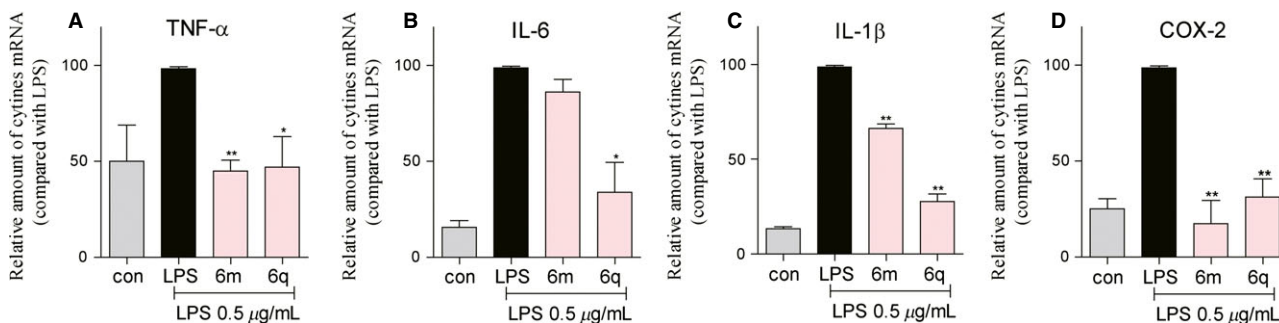 A
TNF-α
Relative amount of cytines mRNA
(compared with LPS)
100
50
0
**
*
con LPS 6m 6q
LPS 0.5 μg/mL
B
IL-6
Relative amount of cytines mRNA
(compared with LPS)
100
50
0
*
con LPS 6m 6q
LPS 0.5 μg/mL
C
IL-1β
Relative amount of cytines mRNA
(compared with LPS)
100
50
0
**
**
con LPS 6m 6q
LPS 0.5 μg/mL
D
COX-2
Relative amount of cytines mRNA
(compared with LPS)
100
50
0
**
**
con LPS 6m 6q
LPS 0.5 μg/mL